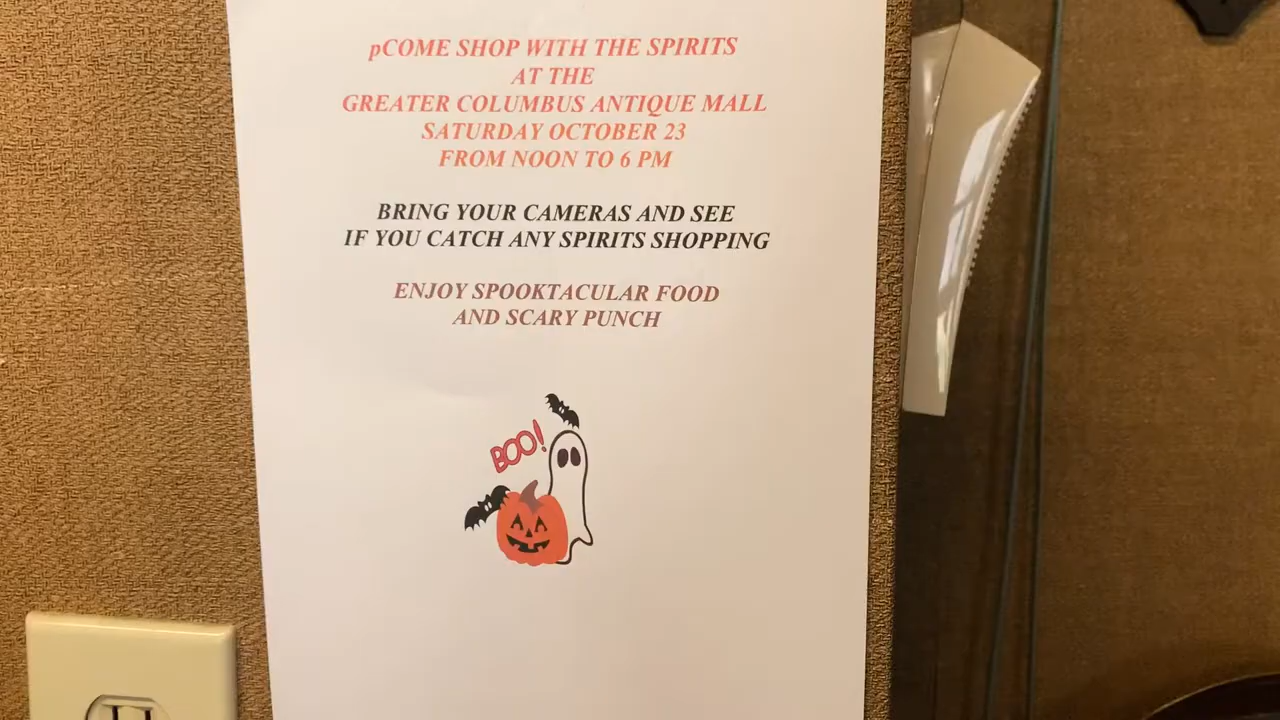 pCOME SHOP WITH THE SPIRITS
AT THE
GREATER COLUMBUS ANTIQUE MALL
SATURDAY OCTOBER 23
FROM NOON TO 6 PM
BRING YOUR CAMERAS AND SEE
IF YOU CATCH ANY SPIRITS SHOPPING
ENJOY SPOOKTACULAR FOOD
AND SCARY PUNCH
BOO!